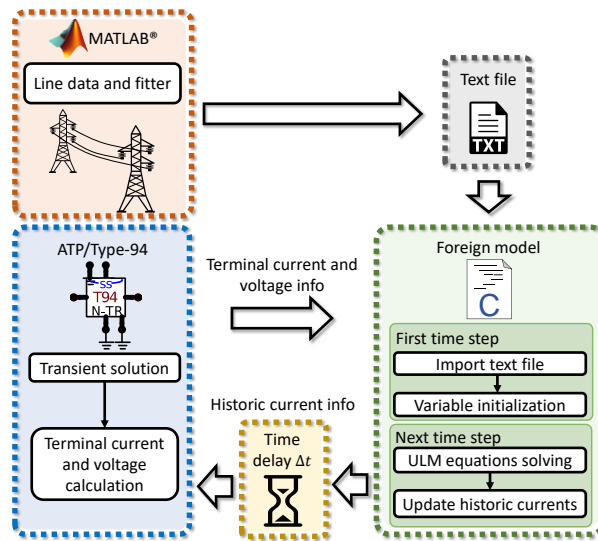 MATLAB®
Line data and fitter
Text file
TXT
ATP/Type-94
SS
T94
N-TR
Transient solution
Terminal current
and voltage
calculation
Terminal current and
voltage info
Historic current info
Time
delay Δt
Foreign model
C
First time step
Import text file
Variable initialization
Next time step
ULM equations solving
Update historic currents